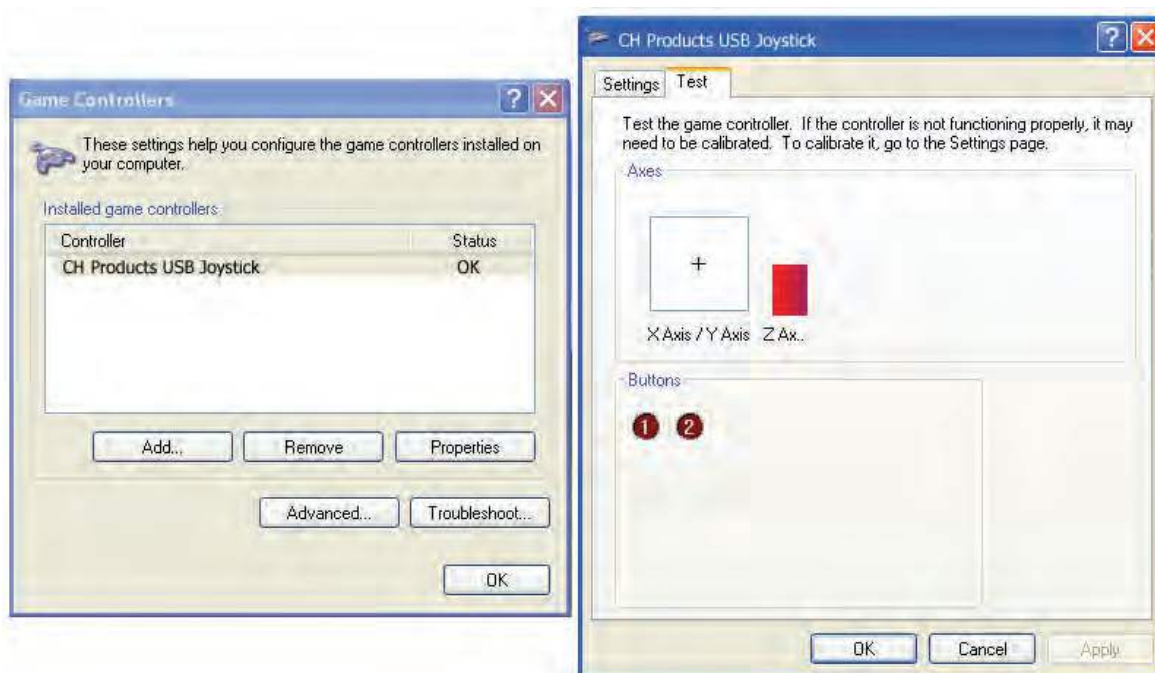 Game Controllers
These settings help you configure the game controllers installed on
your computer.
Installed game controllers
Controller Status
CH Products USB Joystick OK
Add... Remove Properties
Advanced... Troubleshoot...
OK
CH Products USB Joystick
Settings Test
Test the game controller. If the controller is not functioning properly, it may
need to be calibrated. To calibrate it, go to the Settings page.
Axes
X Axis / Y Axis Z Ax..
Buttons
1 2
OK Cancel Apply